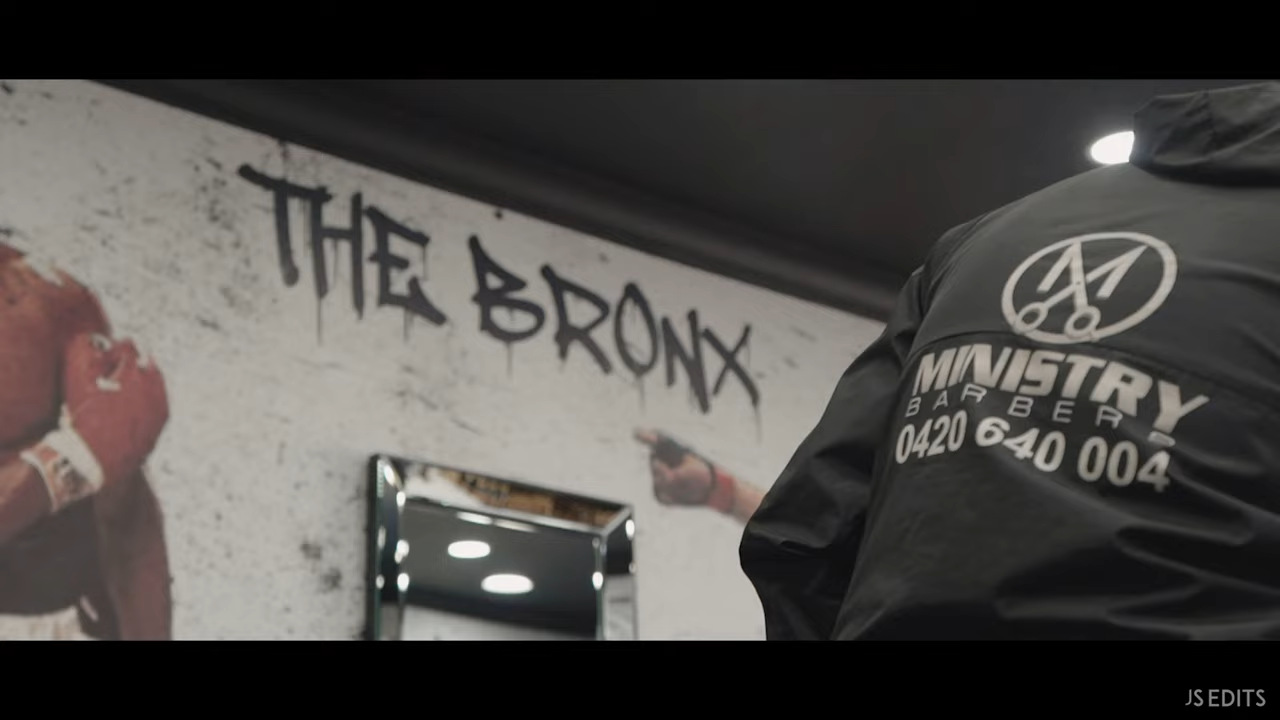 THE BRONX
M
MINISTRY
BARBER
0420 640 004
JS EDITS